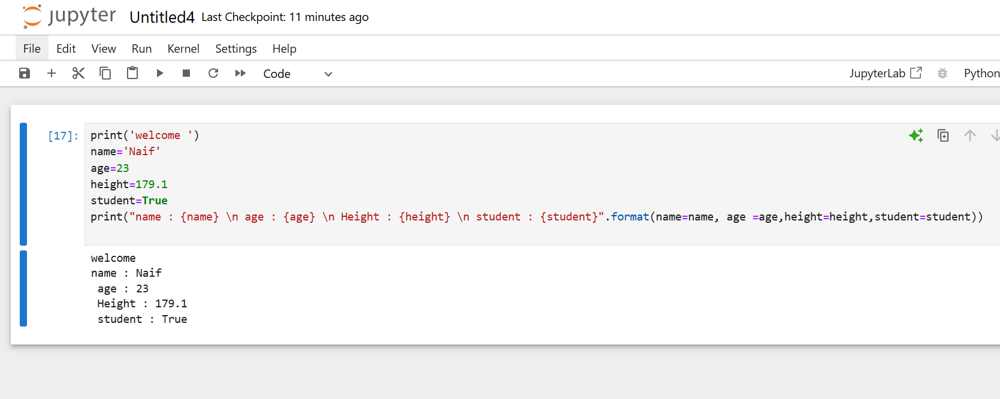 jupyter Untitled4 Last Checkpoint: 11 minutes ago
File Edit View Run Kernel Settings Help
Code JupyterLab Python
[17]: print('welcome ')
name='Naif'
age=23
height=179.1
student=True
print("name : {name} \n age : {age} \n Height : {height} \n student : {student}".format(name=name, age =age,height=height,student=student))
welcome
name : Naif
 age : 23
 Height : 179.1
 student : True